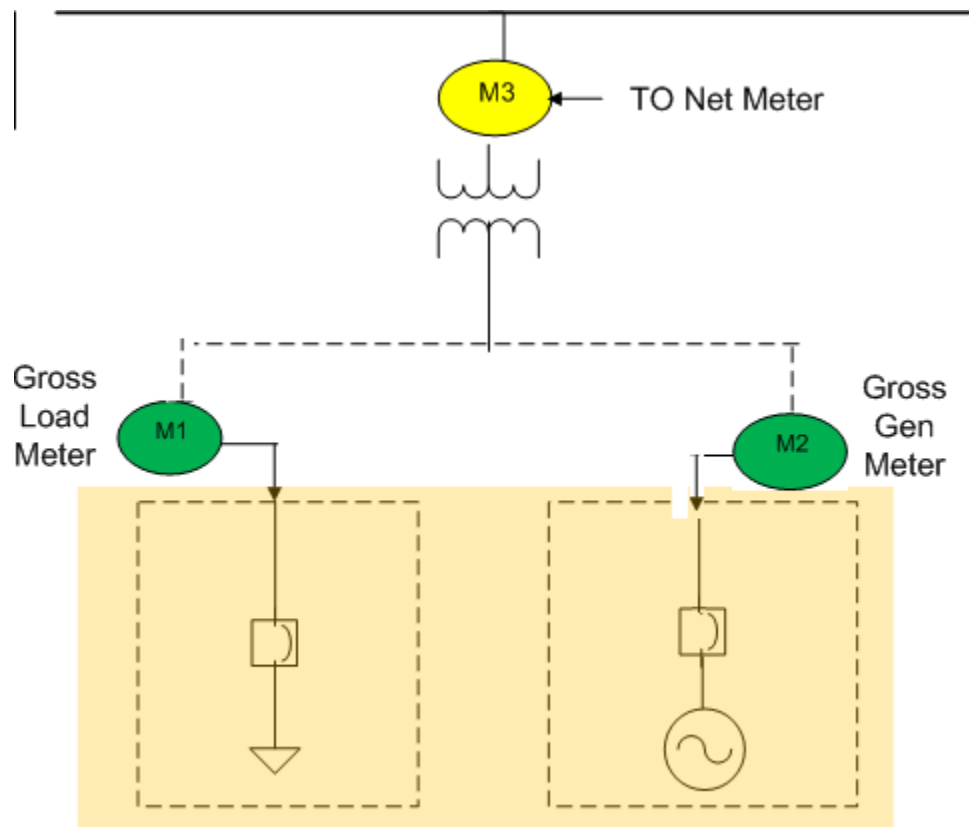 M3
TO Net Meter
Gross
Load
Meter
M1
M2
Gross
Gen
Meter